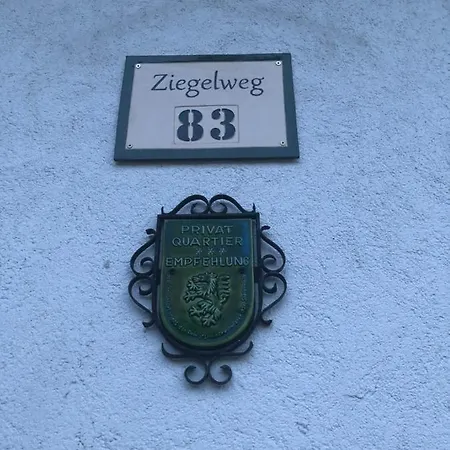 Ziegelweg
83
PRIVAT
QUARTIER
***
EMPFEHLUNG